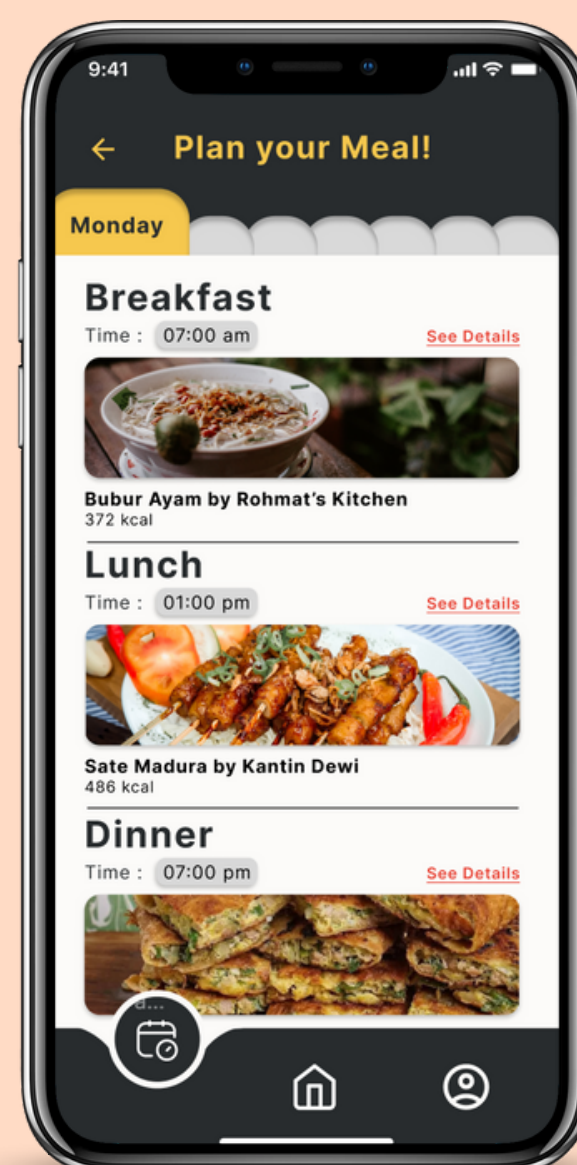 9:41
Plan your Meal!
Monday
Breakfast
Time : 07:00 am
See Details
Bubur Ayam by Rohmat's Kitchen
372 kcal
Lunch
Time : 01:00 pm
See Details
Sate Madura by Kantin Dewi
486 kcal
Dinner
Time : 07:00 pm
See Details
a...